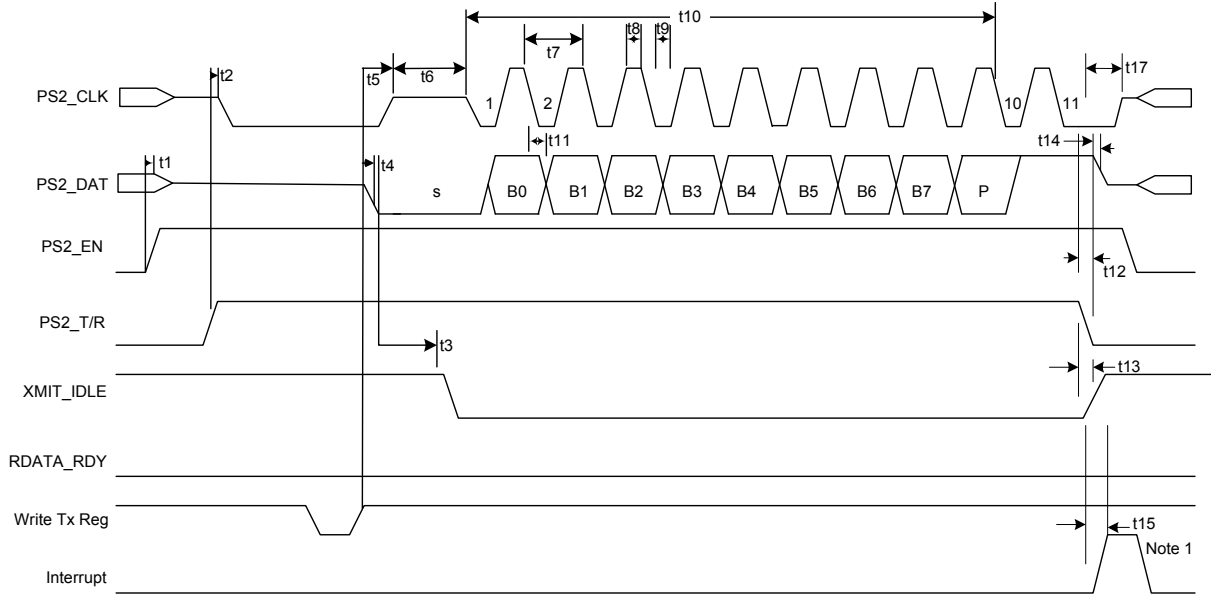 t10
t8 t9
t7
t2
t5 t6
t17
PS2_CLK
1 2 10 11
t11
t14
t1
t4
PS2_DAT
s B0 B1 B2 B3 B4 B5 B6 B7 P
PS2_EN
t12
PS2_T/R
t3
t13
XMIT_IDLE
RDATA_RDY
Write Tx Reg
t15
Note 1
Interrupt